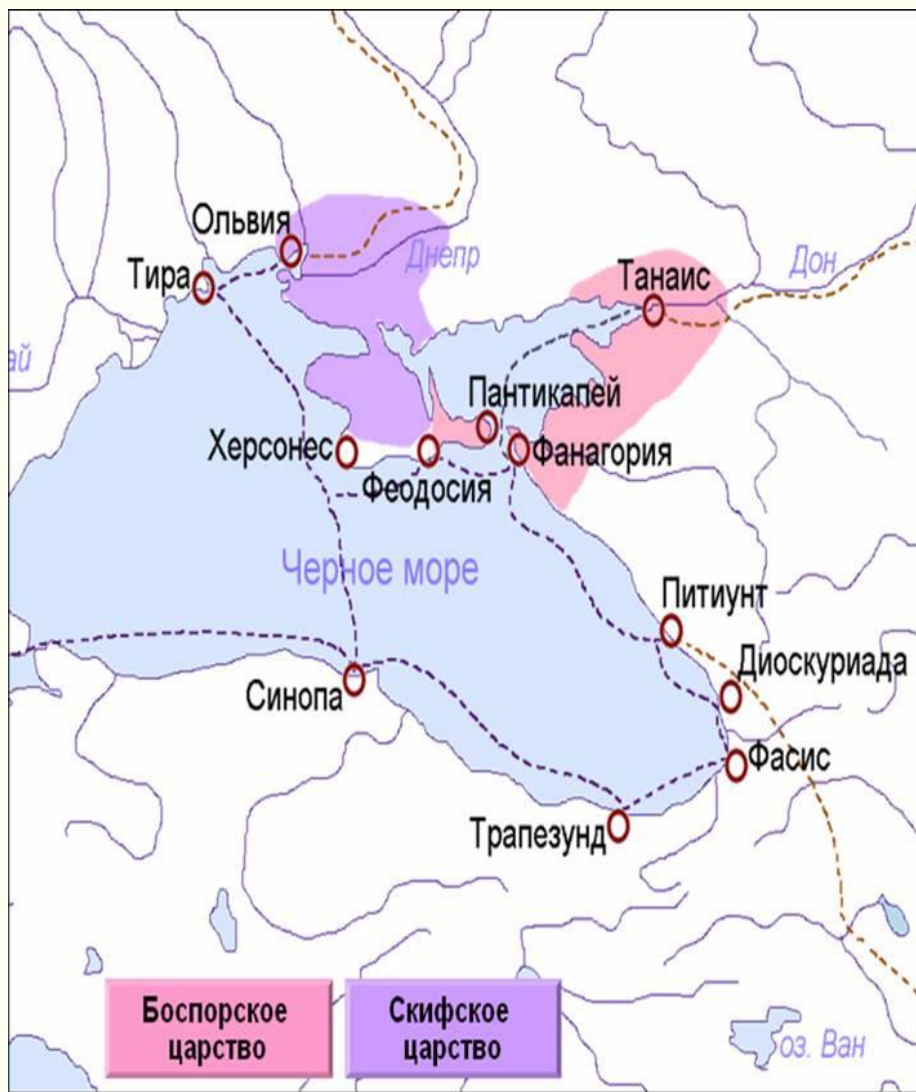 Ольвия
Тира
Днепр
Танаис
Дон
ай
Пантикапей
Херсонес
Фанагория
Феодосия
Черное море
Питиунт
Диоскуриада
Синопа
Фасис
Трапезунд
Боспорское
царство
Скифское
царство
оз. Ван